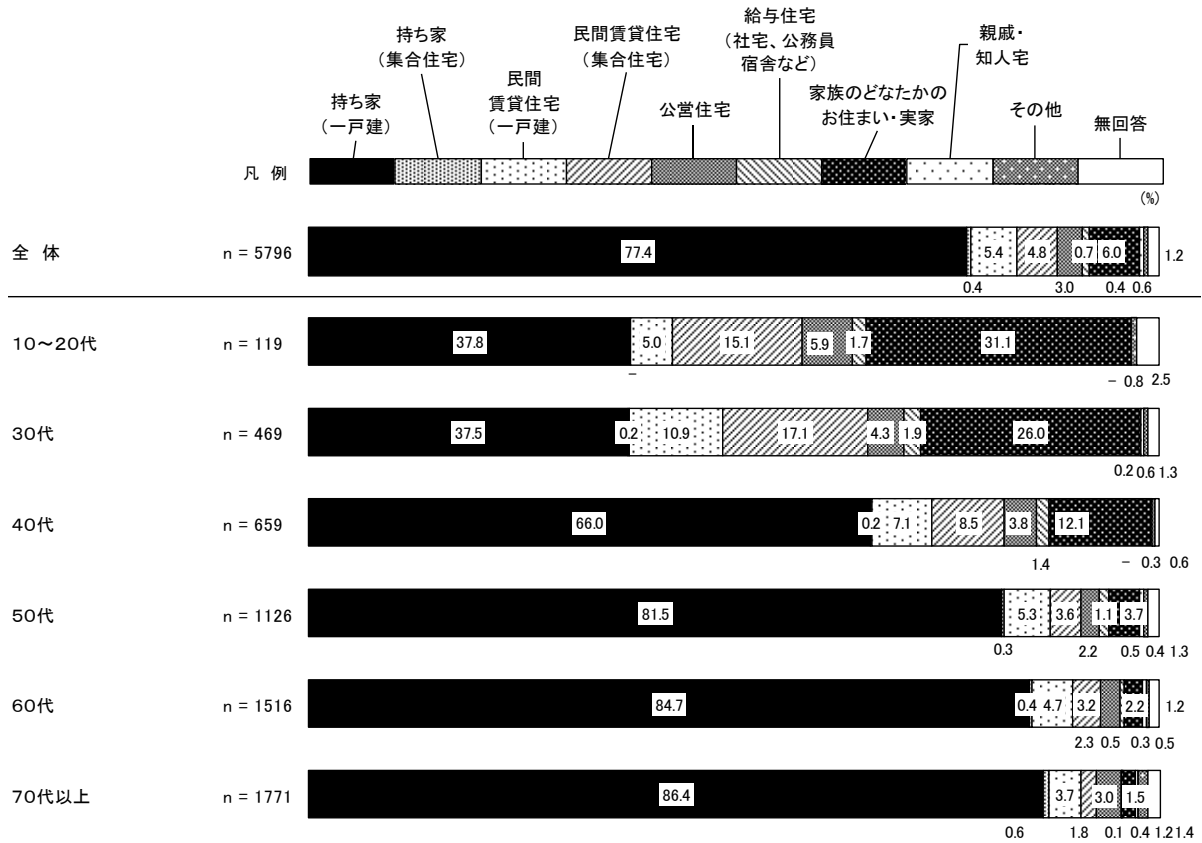 持ち家
（一戸建）
持ち家
（集合住宅）
民間
賃貸住宅
（一戸建）
民間賃貸住宅
（集合住宅）
公営住宅
給与住宅
（社宅、公務員
宿舎など）
家族のどなたかの
お住まい・実家
親戚・
知人宅
その他
無回答
凡 例
(%)
全 体 n = 5796 77.4 5.4 4.8 0.7 6.0 1.2
0.4 3.0 0.4 0.6
10～20代 n = 119 37.8 5.0 15.1 5.9 1.7 31.1
－ － 0.8 2.5
30代 n = 469 37.5 0.2 10.9 17.1 4.3 1.9 26.0
0.2 0.6 1.3
40代 n = 659 66.0 0.2 7.1 8.5 3.8 12.1
1.4 － 0.3 0.6
50代 n = 1126 81.5 5.3 3.6 1.1 3.7
0.3 2.2 0.5 0.4 1.3
60代 n = 1516 84.7 0.4 4.7 3.2 2.2 1.2
2.3 0.5 0.3 0.5
70代以上 n = 1771 86.4 3.7 3.0 1.5
0.6 1.8 0.1 0.4 1.2 1.4